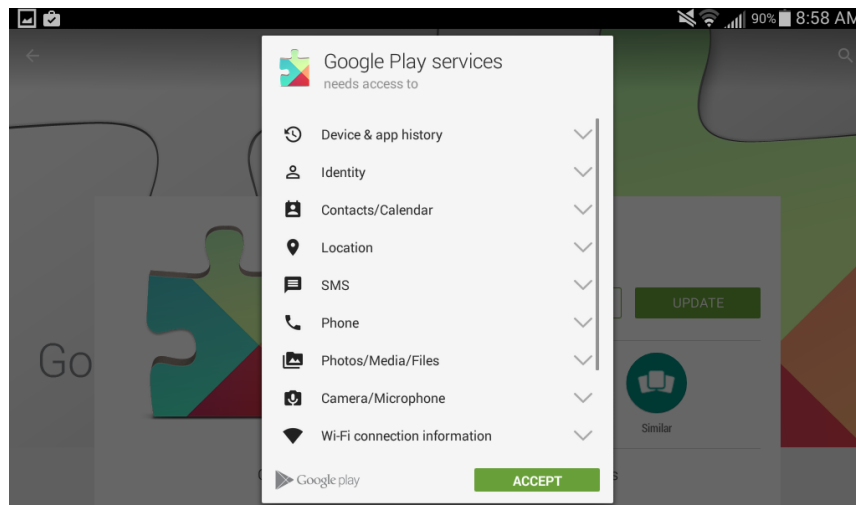 90% 8:58 AM
Google Play services
needs access to
Device & app history
Identity
Contacts/Calendar
Location
SMS
Phone
UPDATE
Go
Photos/Media/Files
Camera/Microphone
Similar
Wi-Fi connection information
Google play
ACCEPT